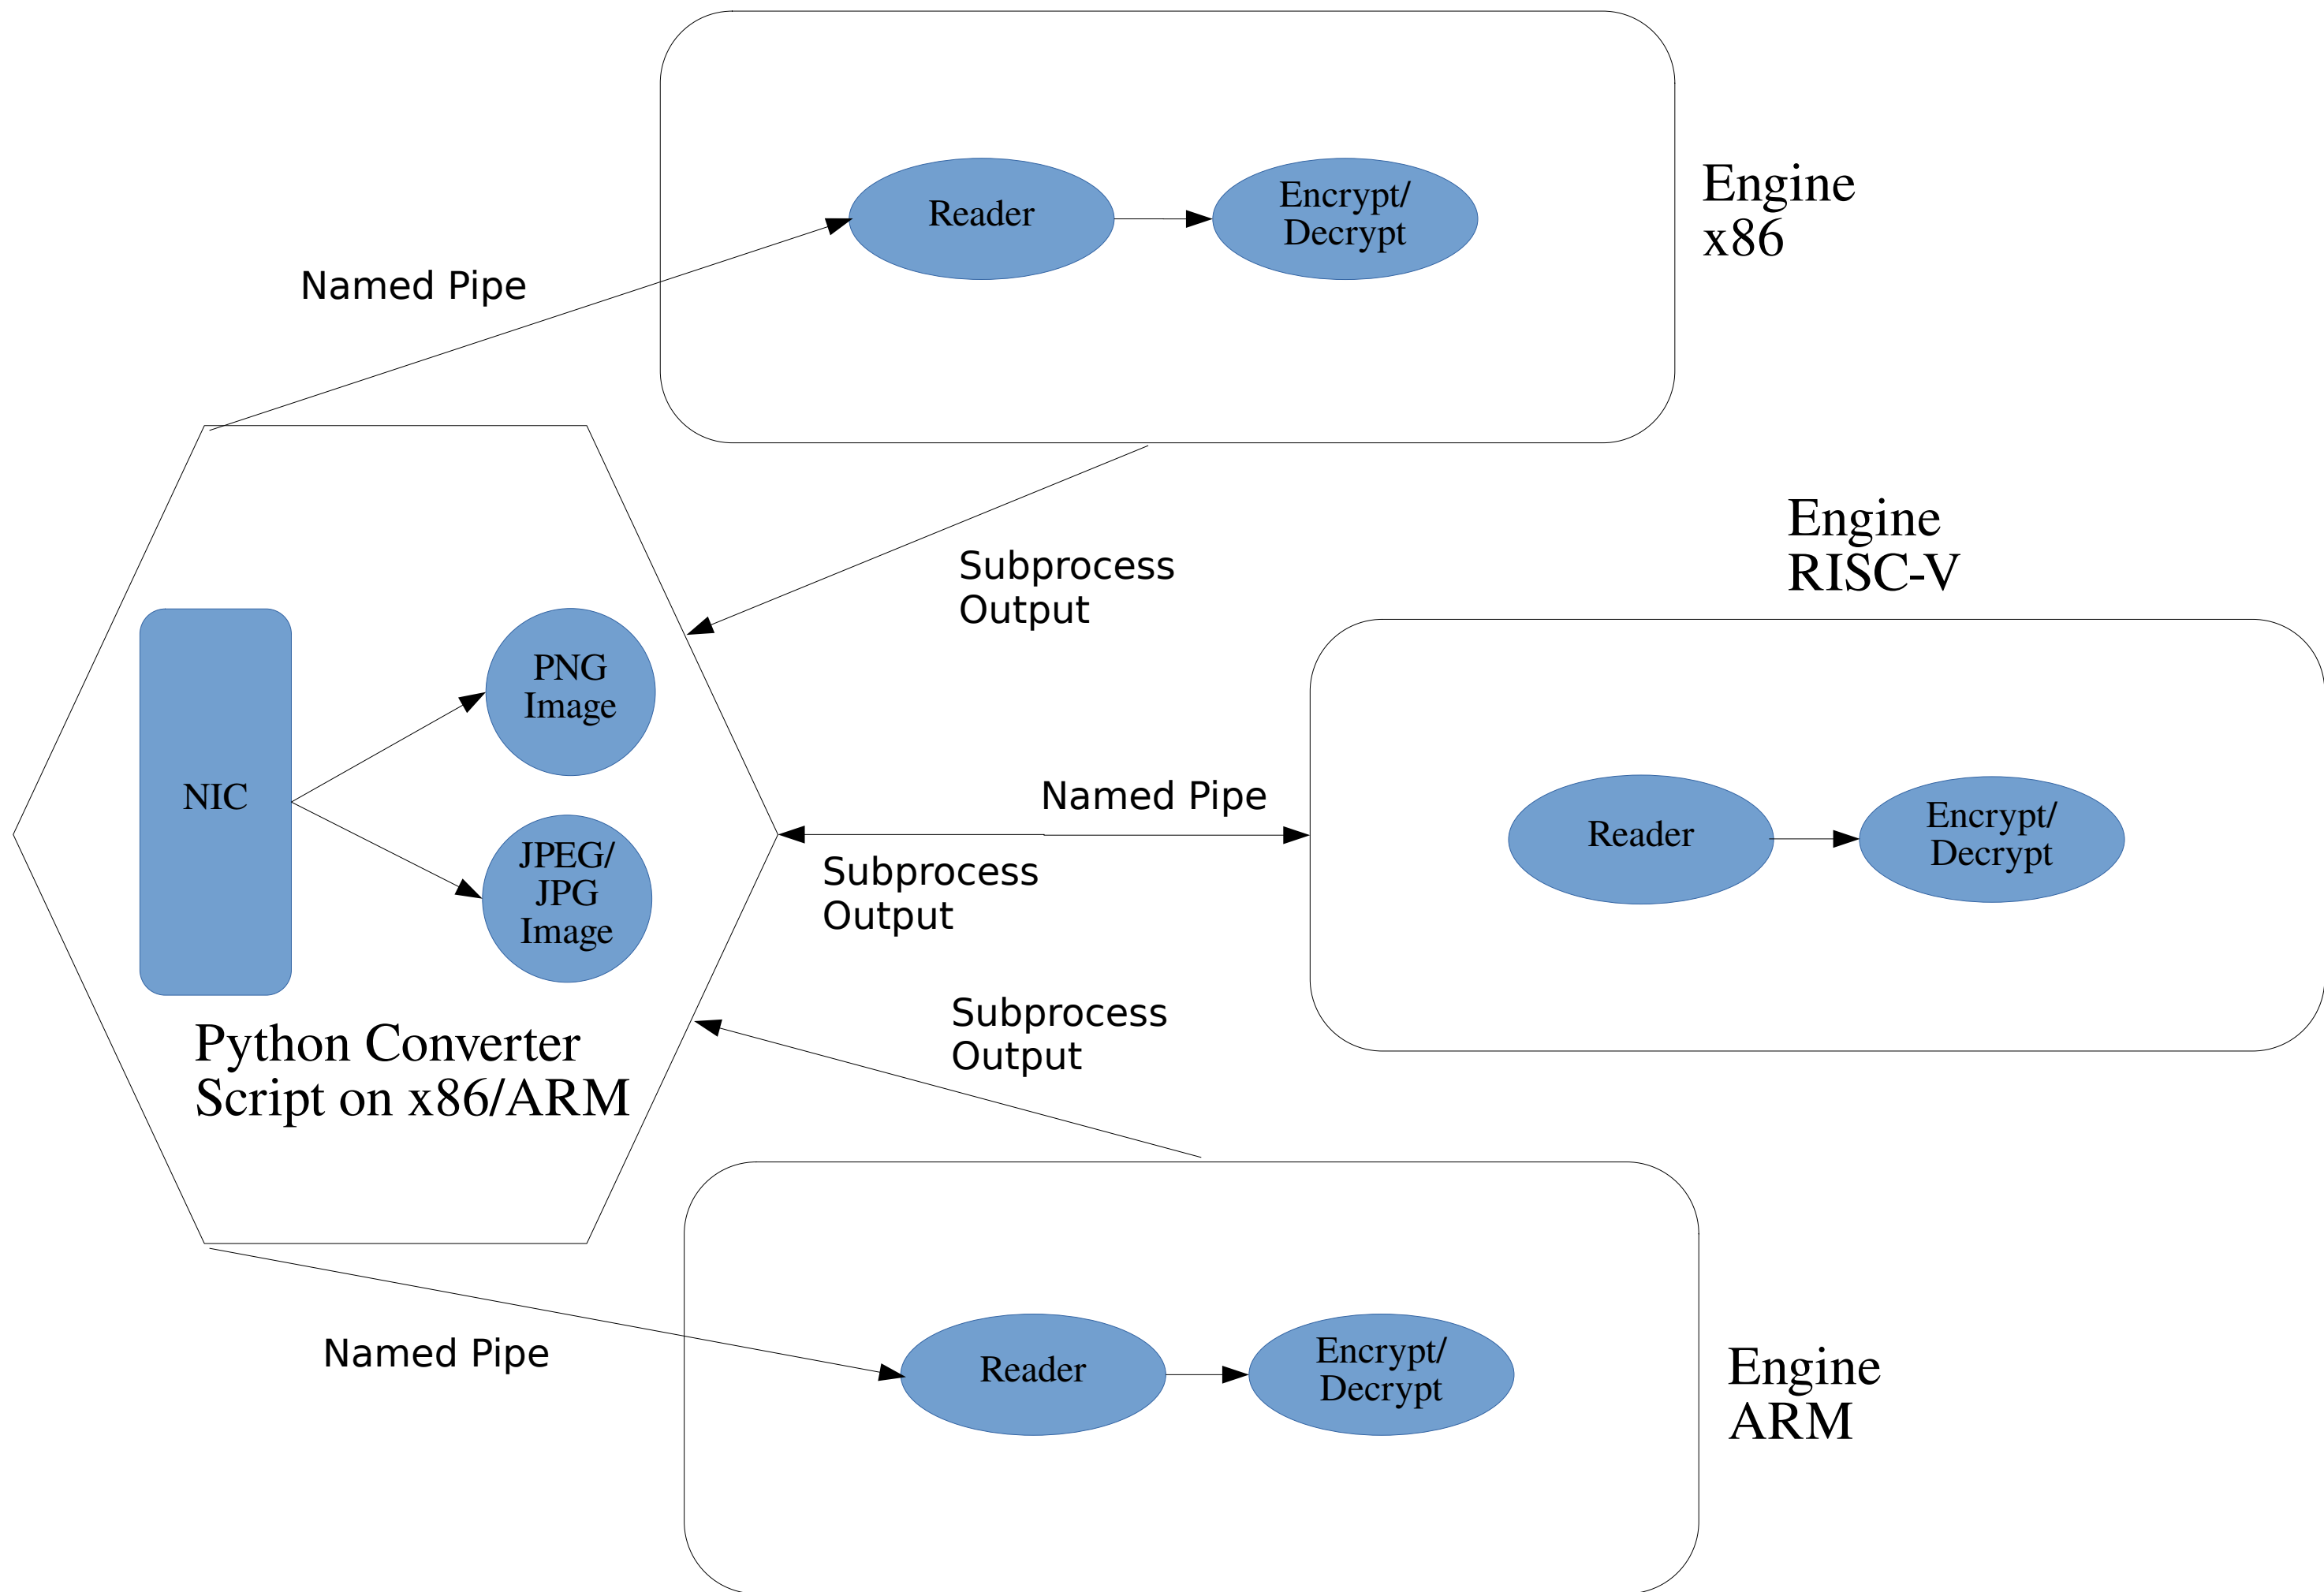 Reader
Encrypt/
Decrypt
Engine
x86
Named Pipe
Subprocess
Output
Engine
RISC-V
PNG
Image
NIC
JPEG/
JPG
Image
Named Pipe
Subprocess
Output
Reader
Encrypt/
Decrypt
Python Converter
Script on x86/ARM
Subprocess
Output
Named Pipe
Reader
Encrypt/
Decrypt
Engine
ARM